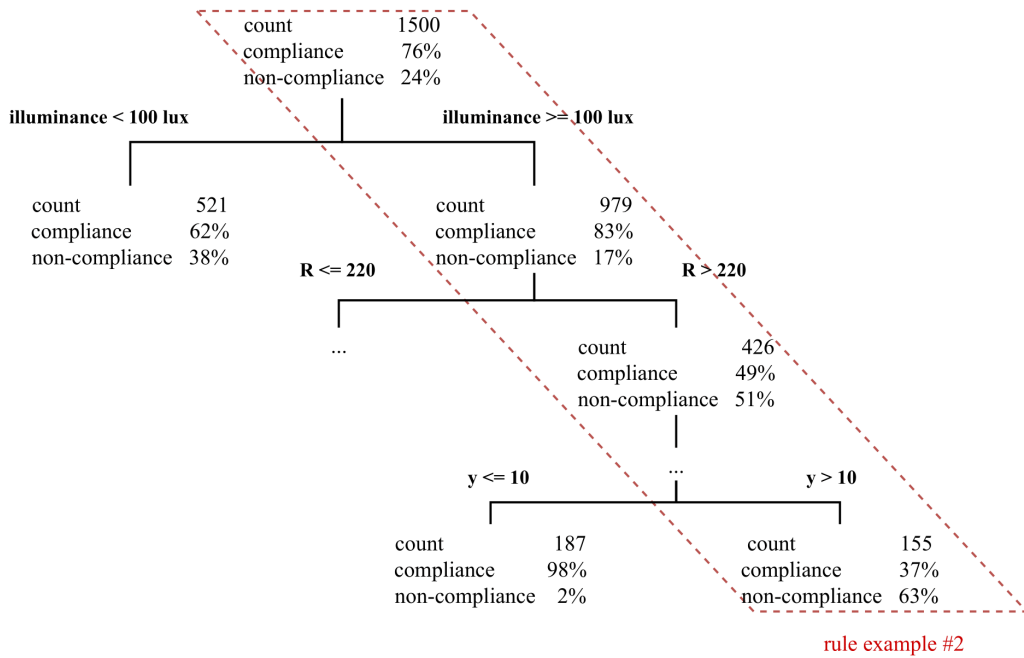 count 1500
compliance 76%
non-compliance 24%
illuminance < 100 lux
illuminance >= 100 lux
count 521
compliance 62%
non-compliance 38%
count 979
compliance 83%
non-compliance 17%
R <= 220
R > 220
...
count 426
compliance 49%
non-compliance 51%
...
y <= 10
y > 10
count 187
compliance 98%
non-compliance 2%
count 155
compliance 37%
non-compliance 63%
rule example #2